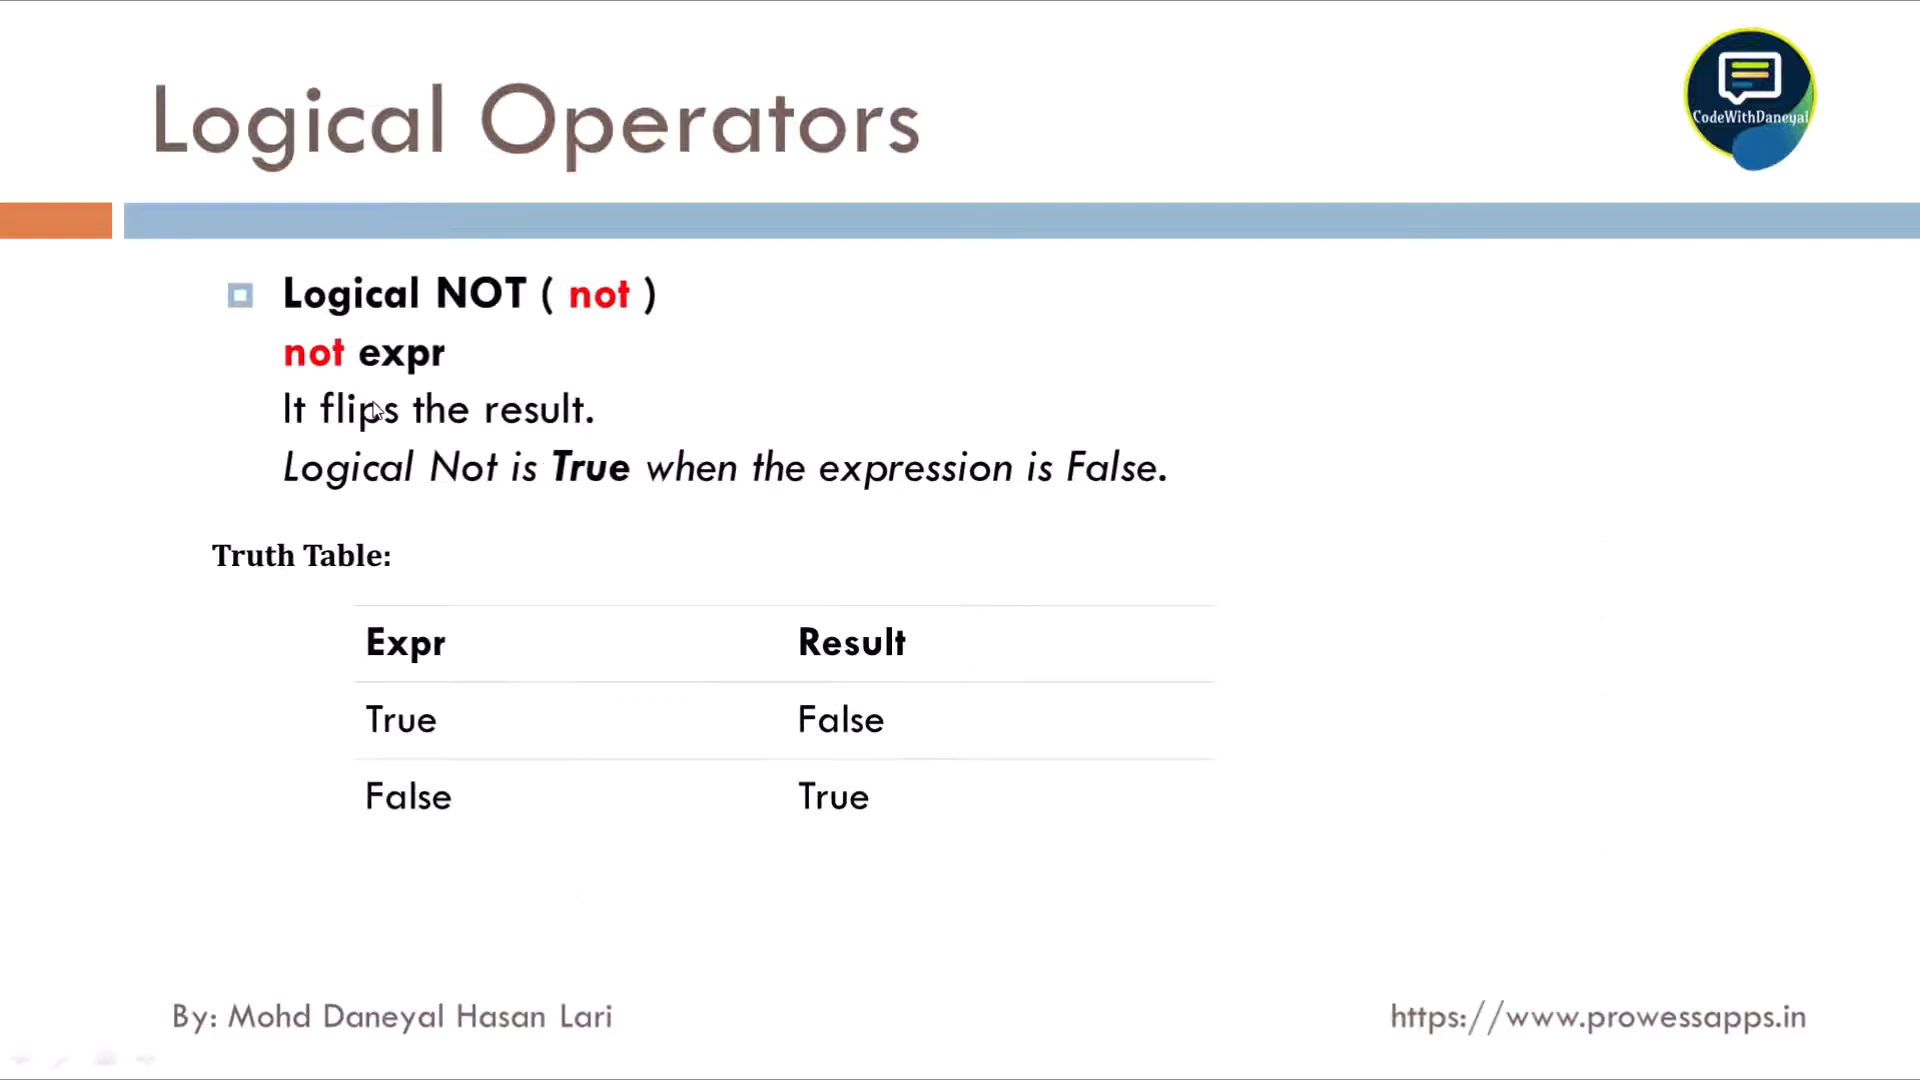 Logical Operators
CodeWithDaneyal
Logical NOT ( not )
not expr
It flips the result.
Logical Not is True when the expression is False.
Truth Table:
Expr Result
True False
False True
By: Mohd Daneyal Hasan Lari https://www.prowessapps.in